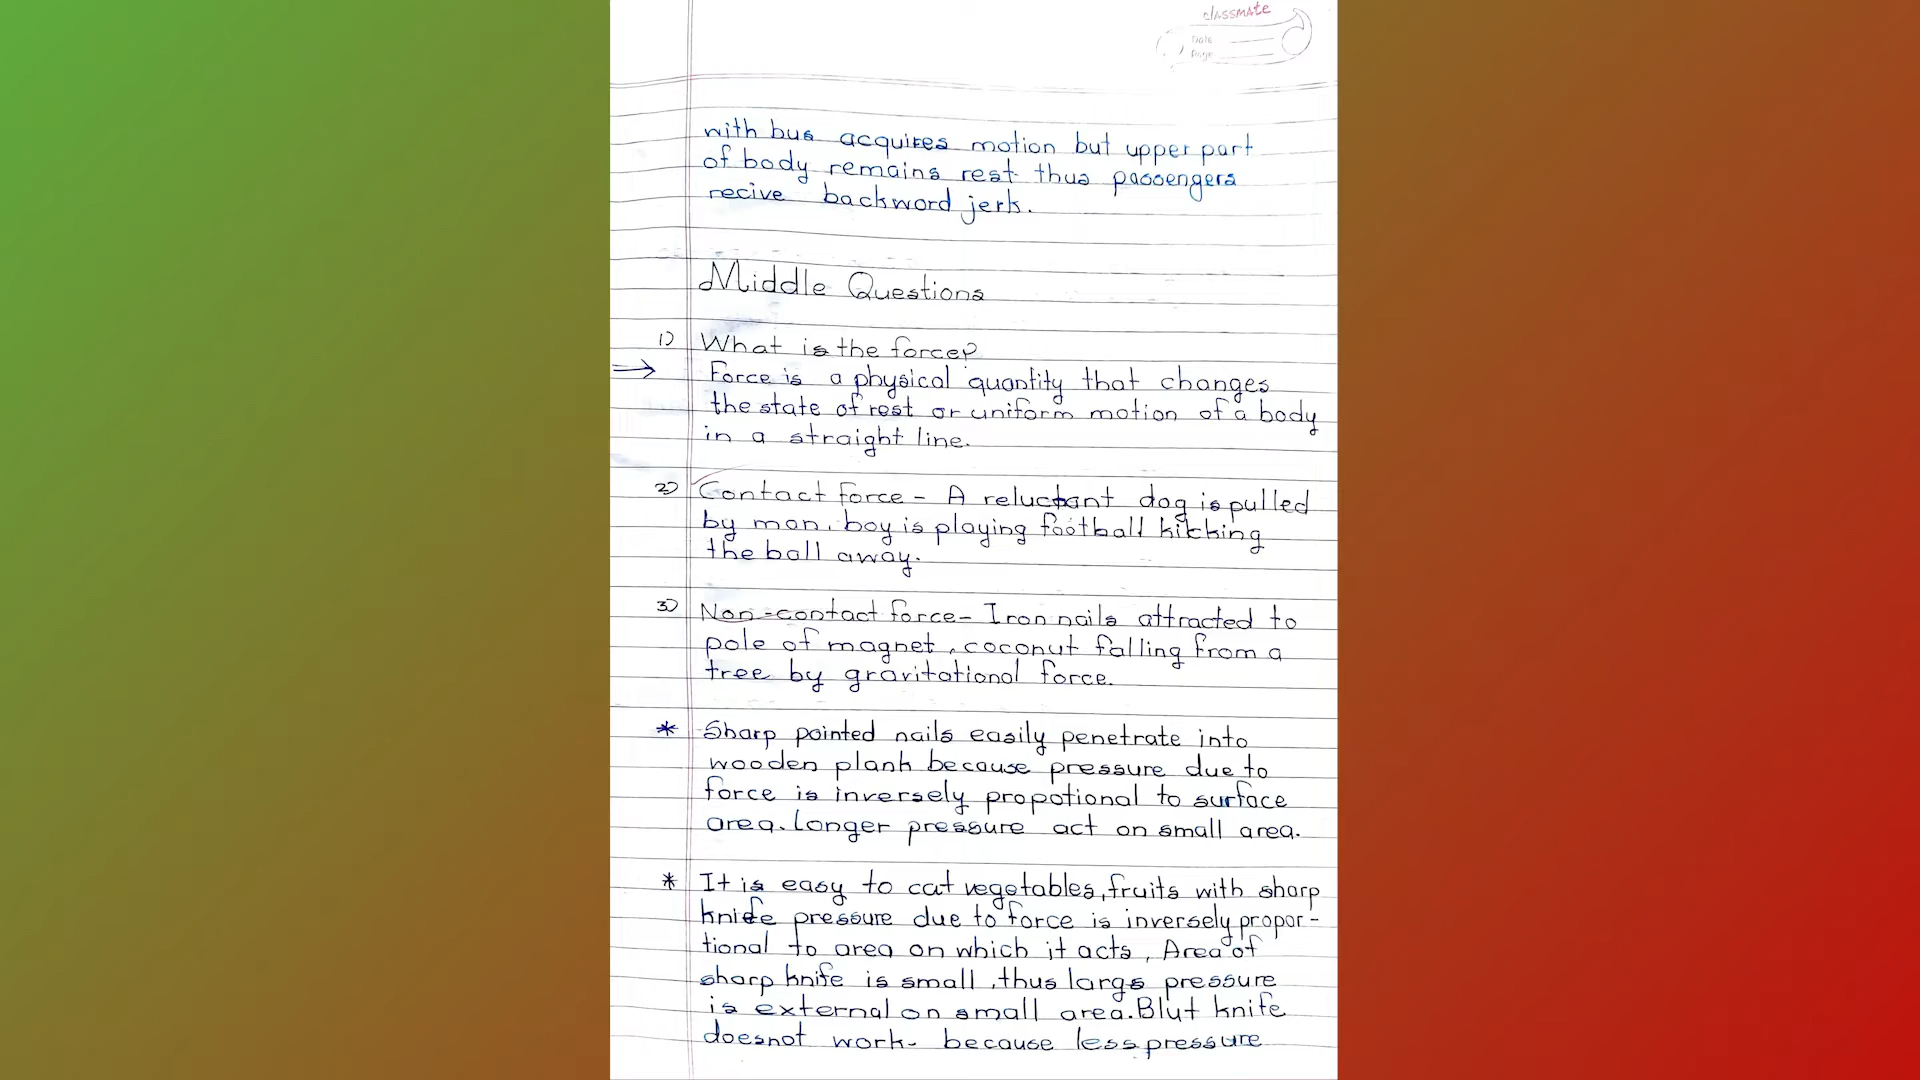 classmate
Date
Page
with bus acquires motion but upper part
of body remains rest thus passengers
recive backword jerk.
Middle Questions
1) What is the force?
⇒ Force is a physical quantity that changes
the state of rest or uniform motion of a body
in a straight line.
2) Contact force - A reluctant dog is pulled
by man, boy is playing football kicking
the ball away.
3) Non-contact force - Iron nails attracted to
pole of magnet, coconut falling from a
tree by gravitational force.
* Sharp pointed nails easily penetrate into
wooden plank because pressure due to
force is inversely propotional to surface
area. Longer pressure act on small area.
* It is easy to cat vegetables, fruits with sharp
knife pressure due to force is inversely propor-
tional to area on which it acts, Area of
sharp knife is small, thus large pressure
is external on small area. Blut knife
doesnot work- because less pressure